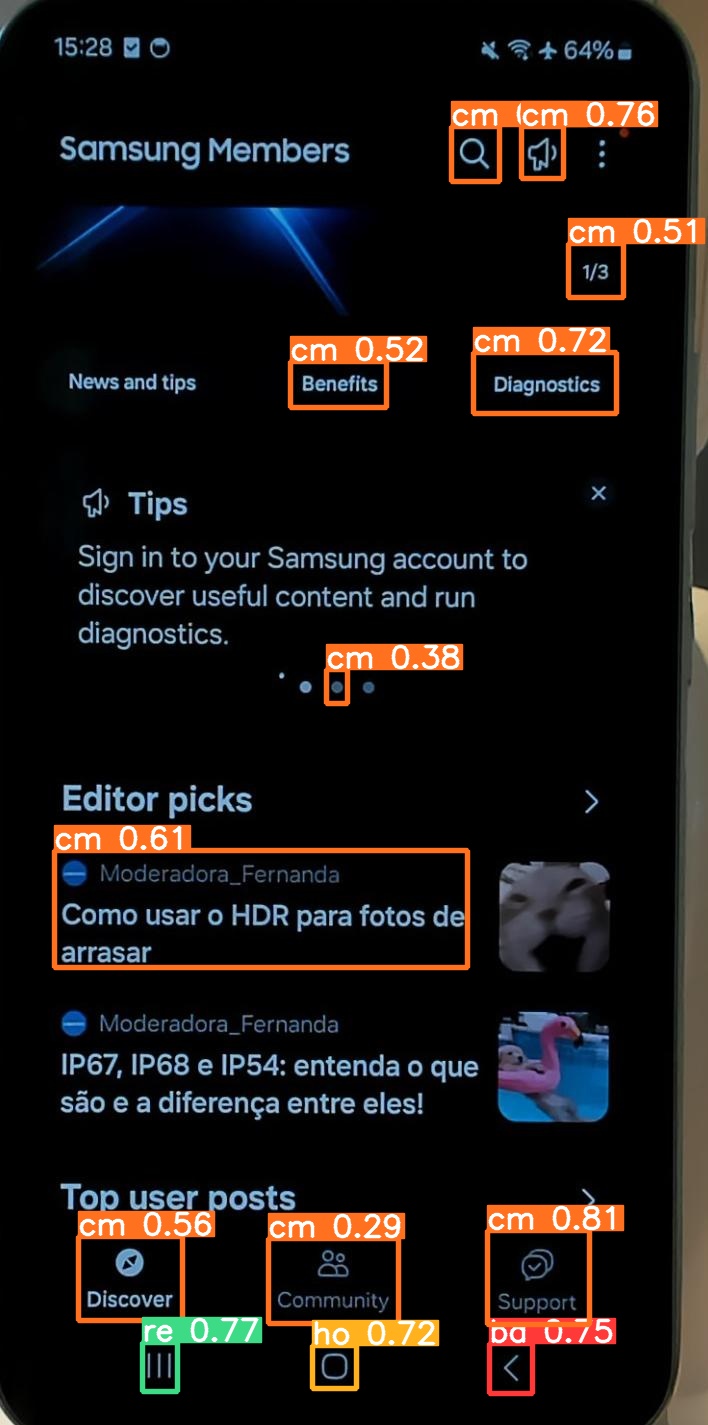 15:28 64%
cm cm 0.76
Samsung Members
cm 0.51
1/3
cm 0.52 cm 0.72
News and tips Benefits Diagnostics
Tips
Sign in to your Samsung account to
discover useful content and run
diagnostics.
cm 0.38
Editor picks
cm 0.61
Moderadora_Fernanda
Como usar o HDR para fotos de
arrasar
Moderadora_Fernanda
IP67, IP68 e IP54: entenda o que
são e a diferença entre eles!
Top user posts
cm 0.56 cm 0.29 cm 0.81
Discover Community Support
re 0.77 ho 0.72 ba 0.75